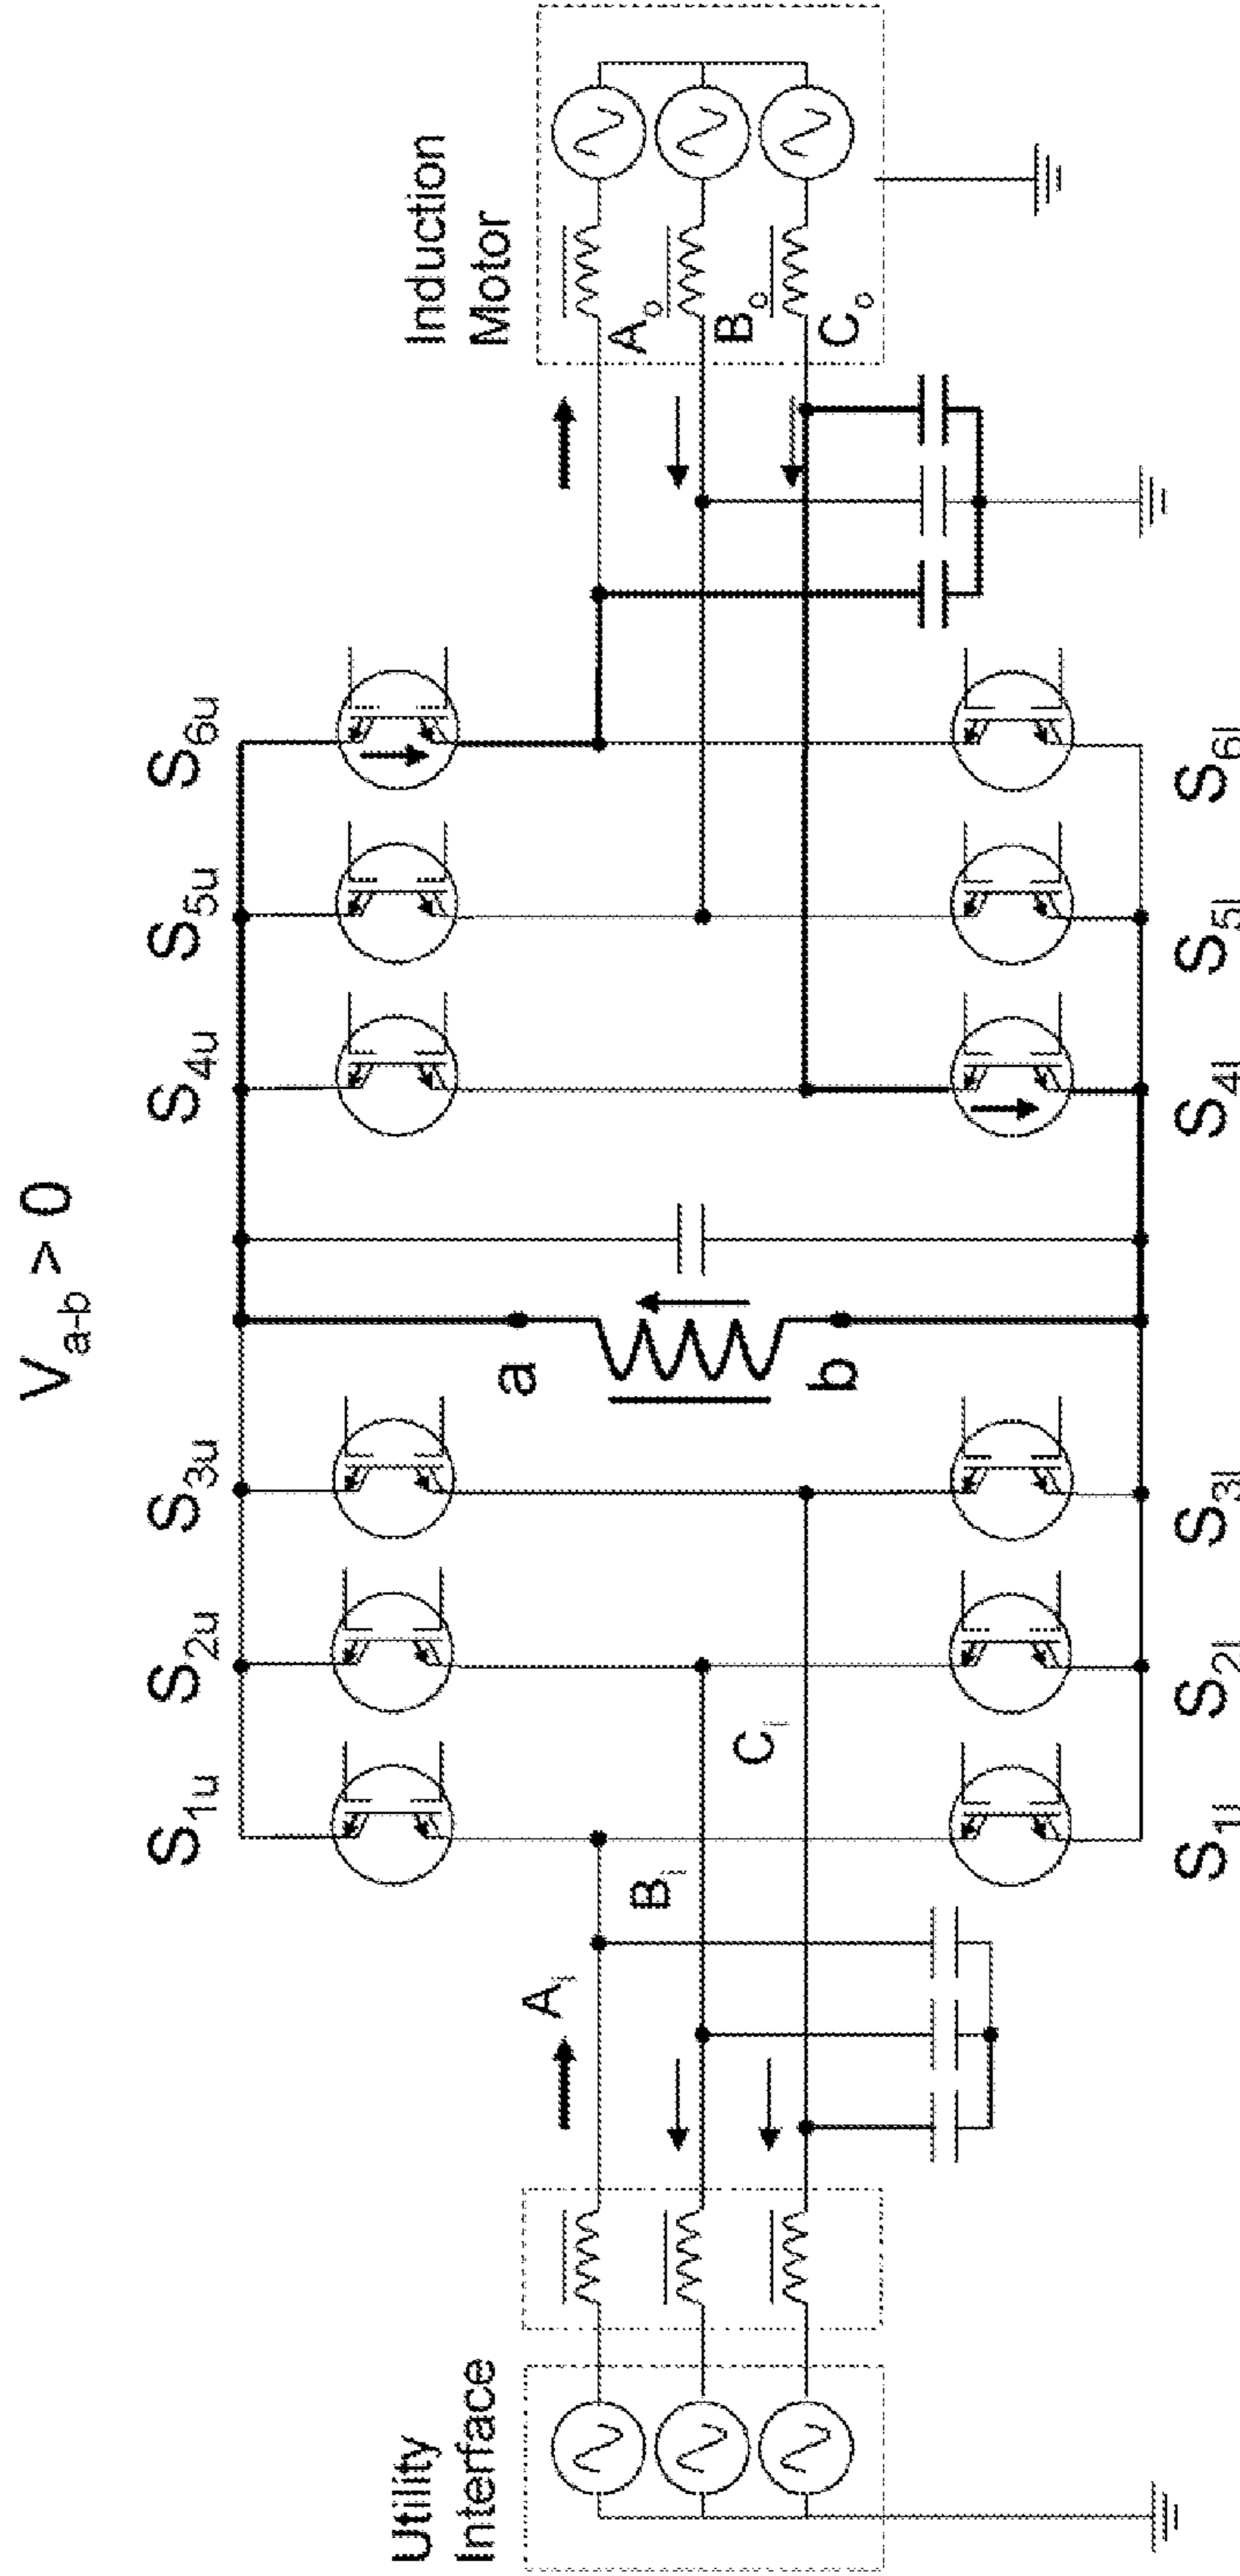 V a-b > 0
S1u
S2u
S3u
S4u
S5u
S6u
Utility
Interface
Induction
Motor
Ai
Bi
Ci
a
b
Ao
Bo
Co
S1l
S2l
S3l
S4l
S5l
S6l